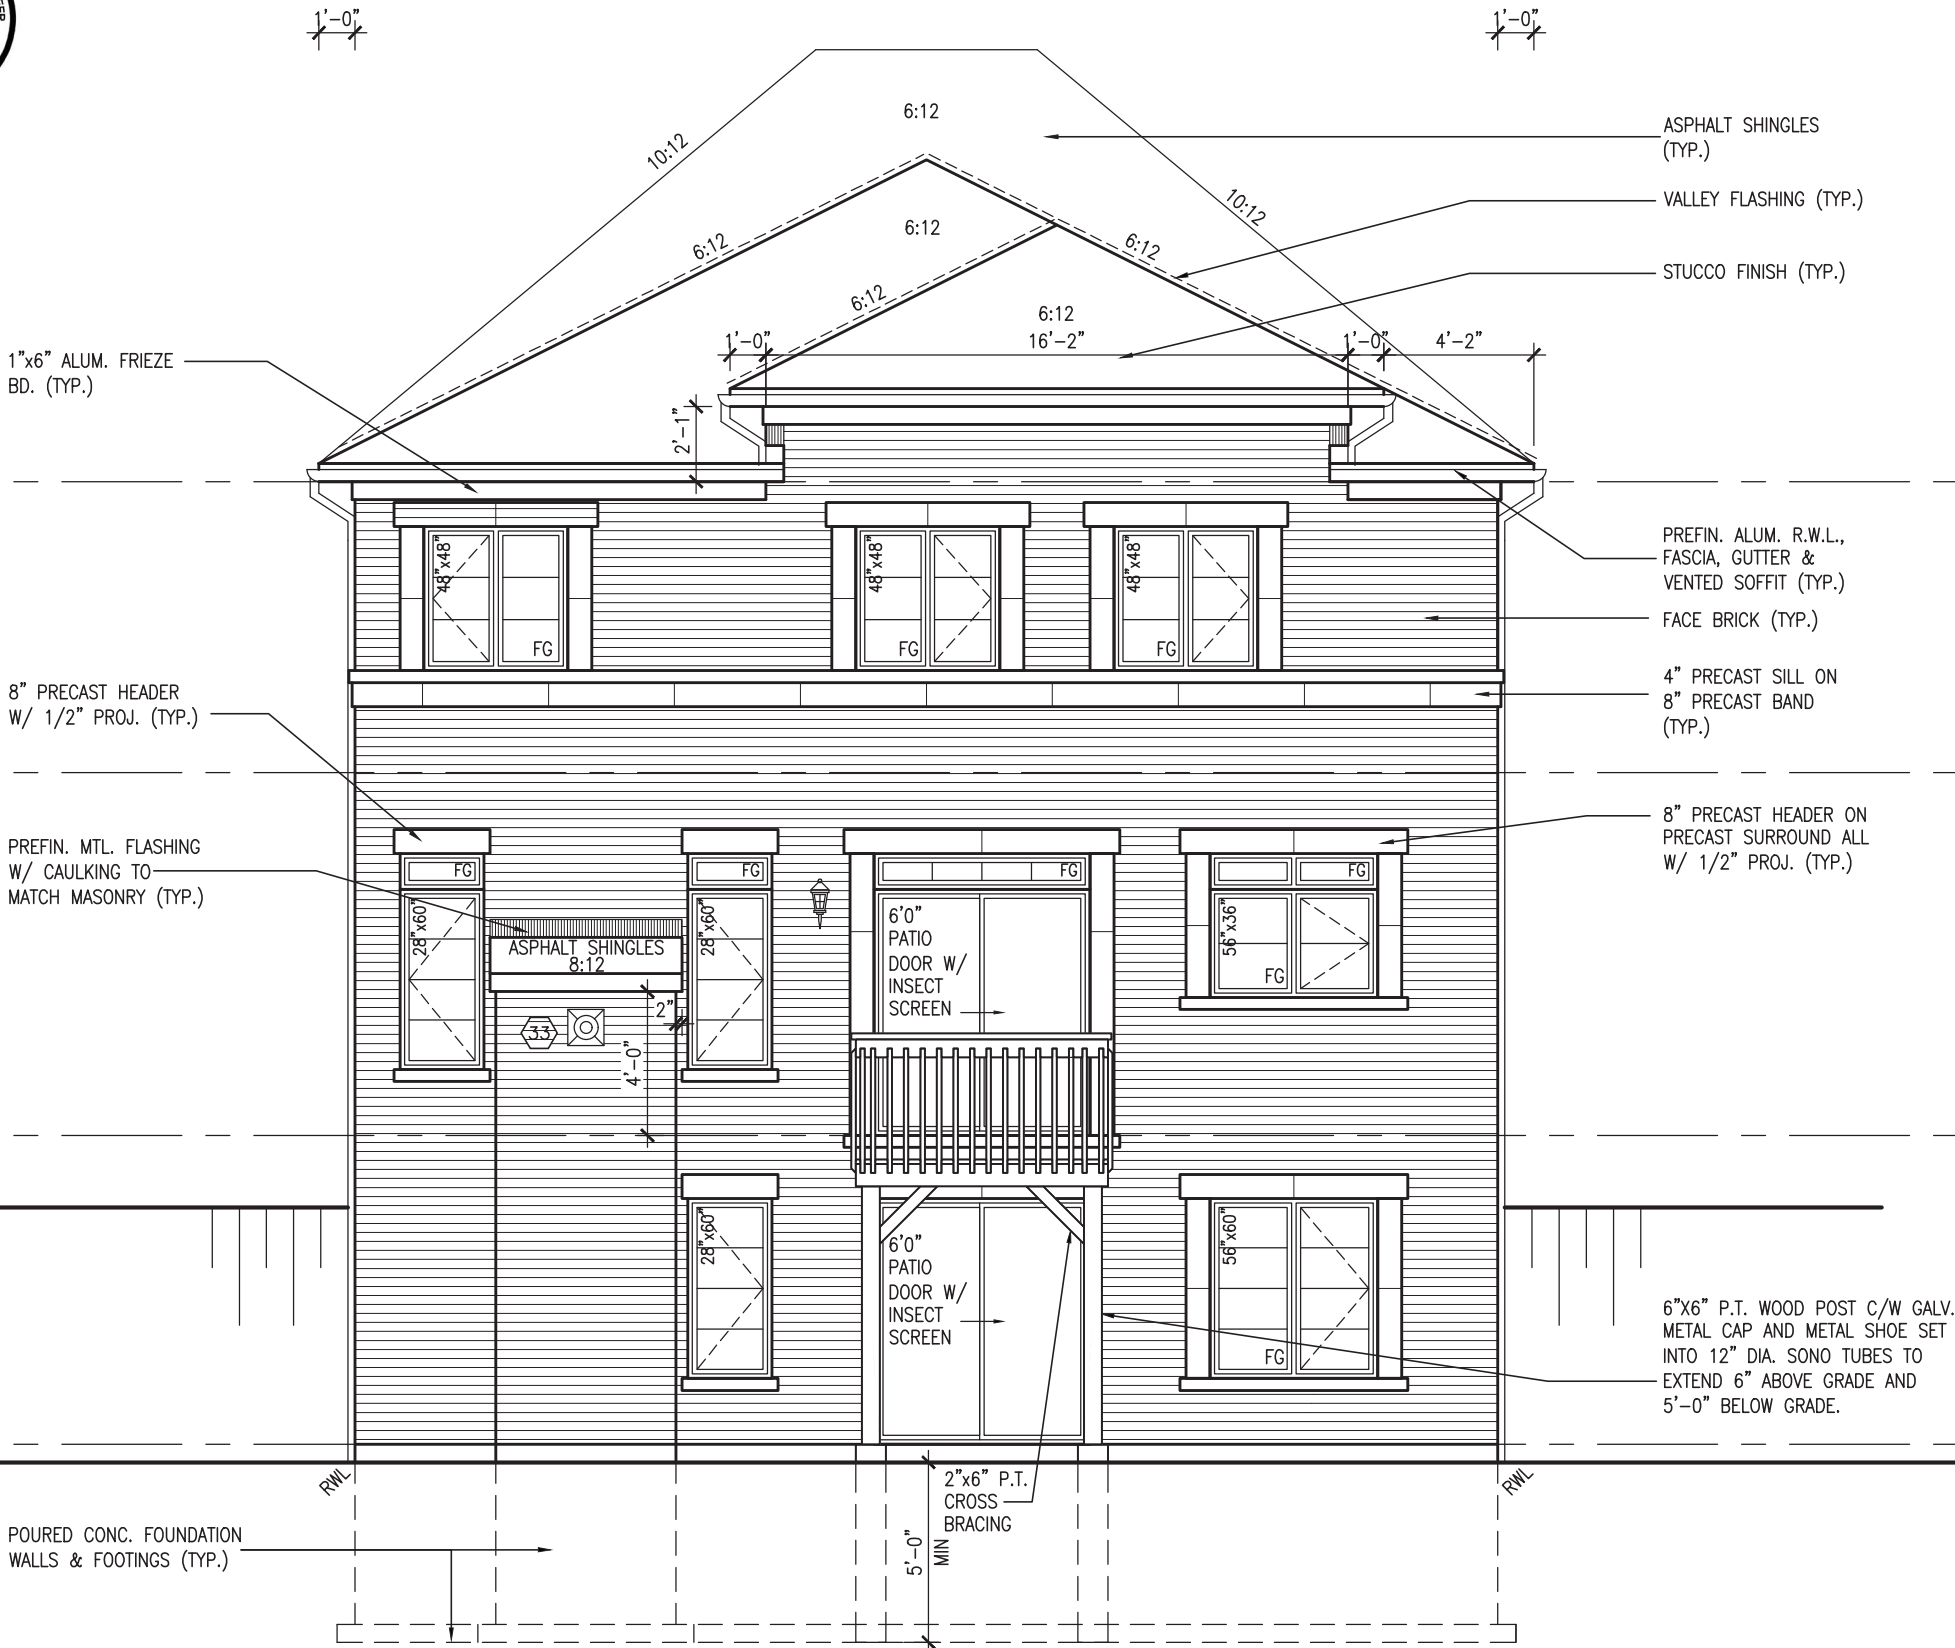 1'-0"
1'-0"
6:12
10:12
10:12
6:12
6:12
6:12
6:12
6:12
1'-0"
16'-2"
1'-0"
4'-2"
2'-1"
ASPHALT SHINGLES
(TYP.)
VALLEY FLASHING (TYP.)
STUCCO FINISH (TYP.)
1"x6" ALUM. FRIEZE
BD. (TYP.)
PREFIN. ALUM. R.W.L.,
FASCIA, GUTTER &
VENTED SOFFIT (TYP.)
FACE BRICK (TYP.)
48"x48"
FG
48"x48"
FG
48"x48"
FG
4" PRECAST SILL ON
8" PRECAST BAND
(TYP.)
8" PRECAST HEADER
W/ 1/2" PROJ. (TYP.)
8" PRECAST HEADER ON
PRECAST SURROUND ALL
W/ 1/2" PROJ. (TYP.)
PREFIN. MTL. FLASHING
W/ CAULKING TO
MATCH MASONRY (TYP.)
FG
28"x60"
ASPHALT SHINGLES
8:12
FG
28"x60"
FG
6'0"
PATIO
DOOR W/
INSECT
SCREEN
FG
56"x36"
FG
33
2"
4'-0"
28"x60"
6'0"
PATIO
DOOR W/
INSECT
SCREEN
56"x60"
FG
6"X6" P.T. WOOD POST C/W GALV.
METAL CAP AND METAL SHOE SET
INTO 12" DIA. SONO TUBES TO
EXTEND 6" ABOVE GRADE AND
5'-0" BELOW GRADE.
RWL
RWL
2"x6" P.T.
CROSS
BRACING
5'-0"
MIN
POURED CONC. FOUNDATION
WALLS & FOOTINGS (TYP.)